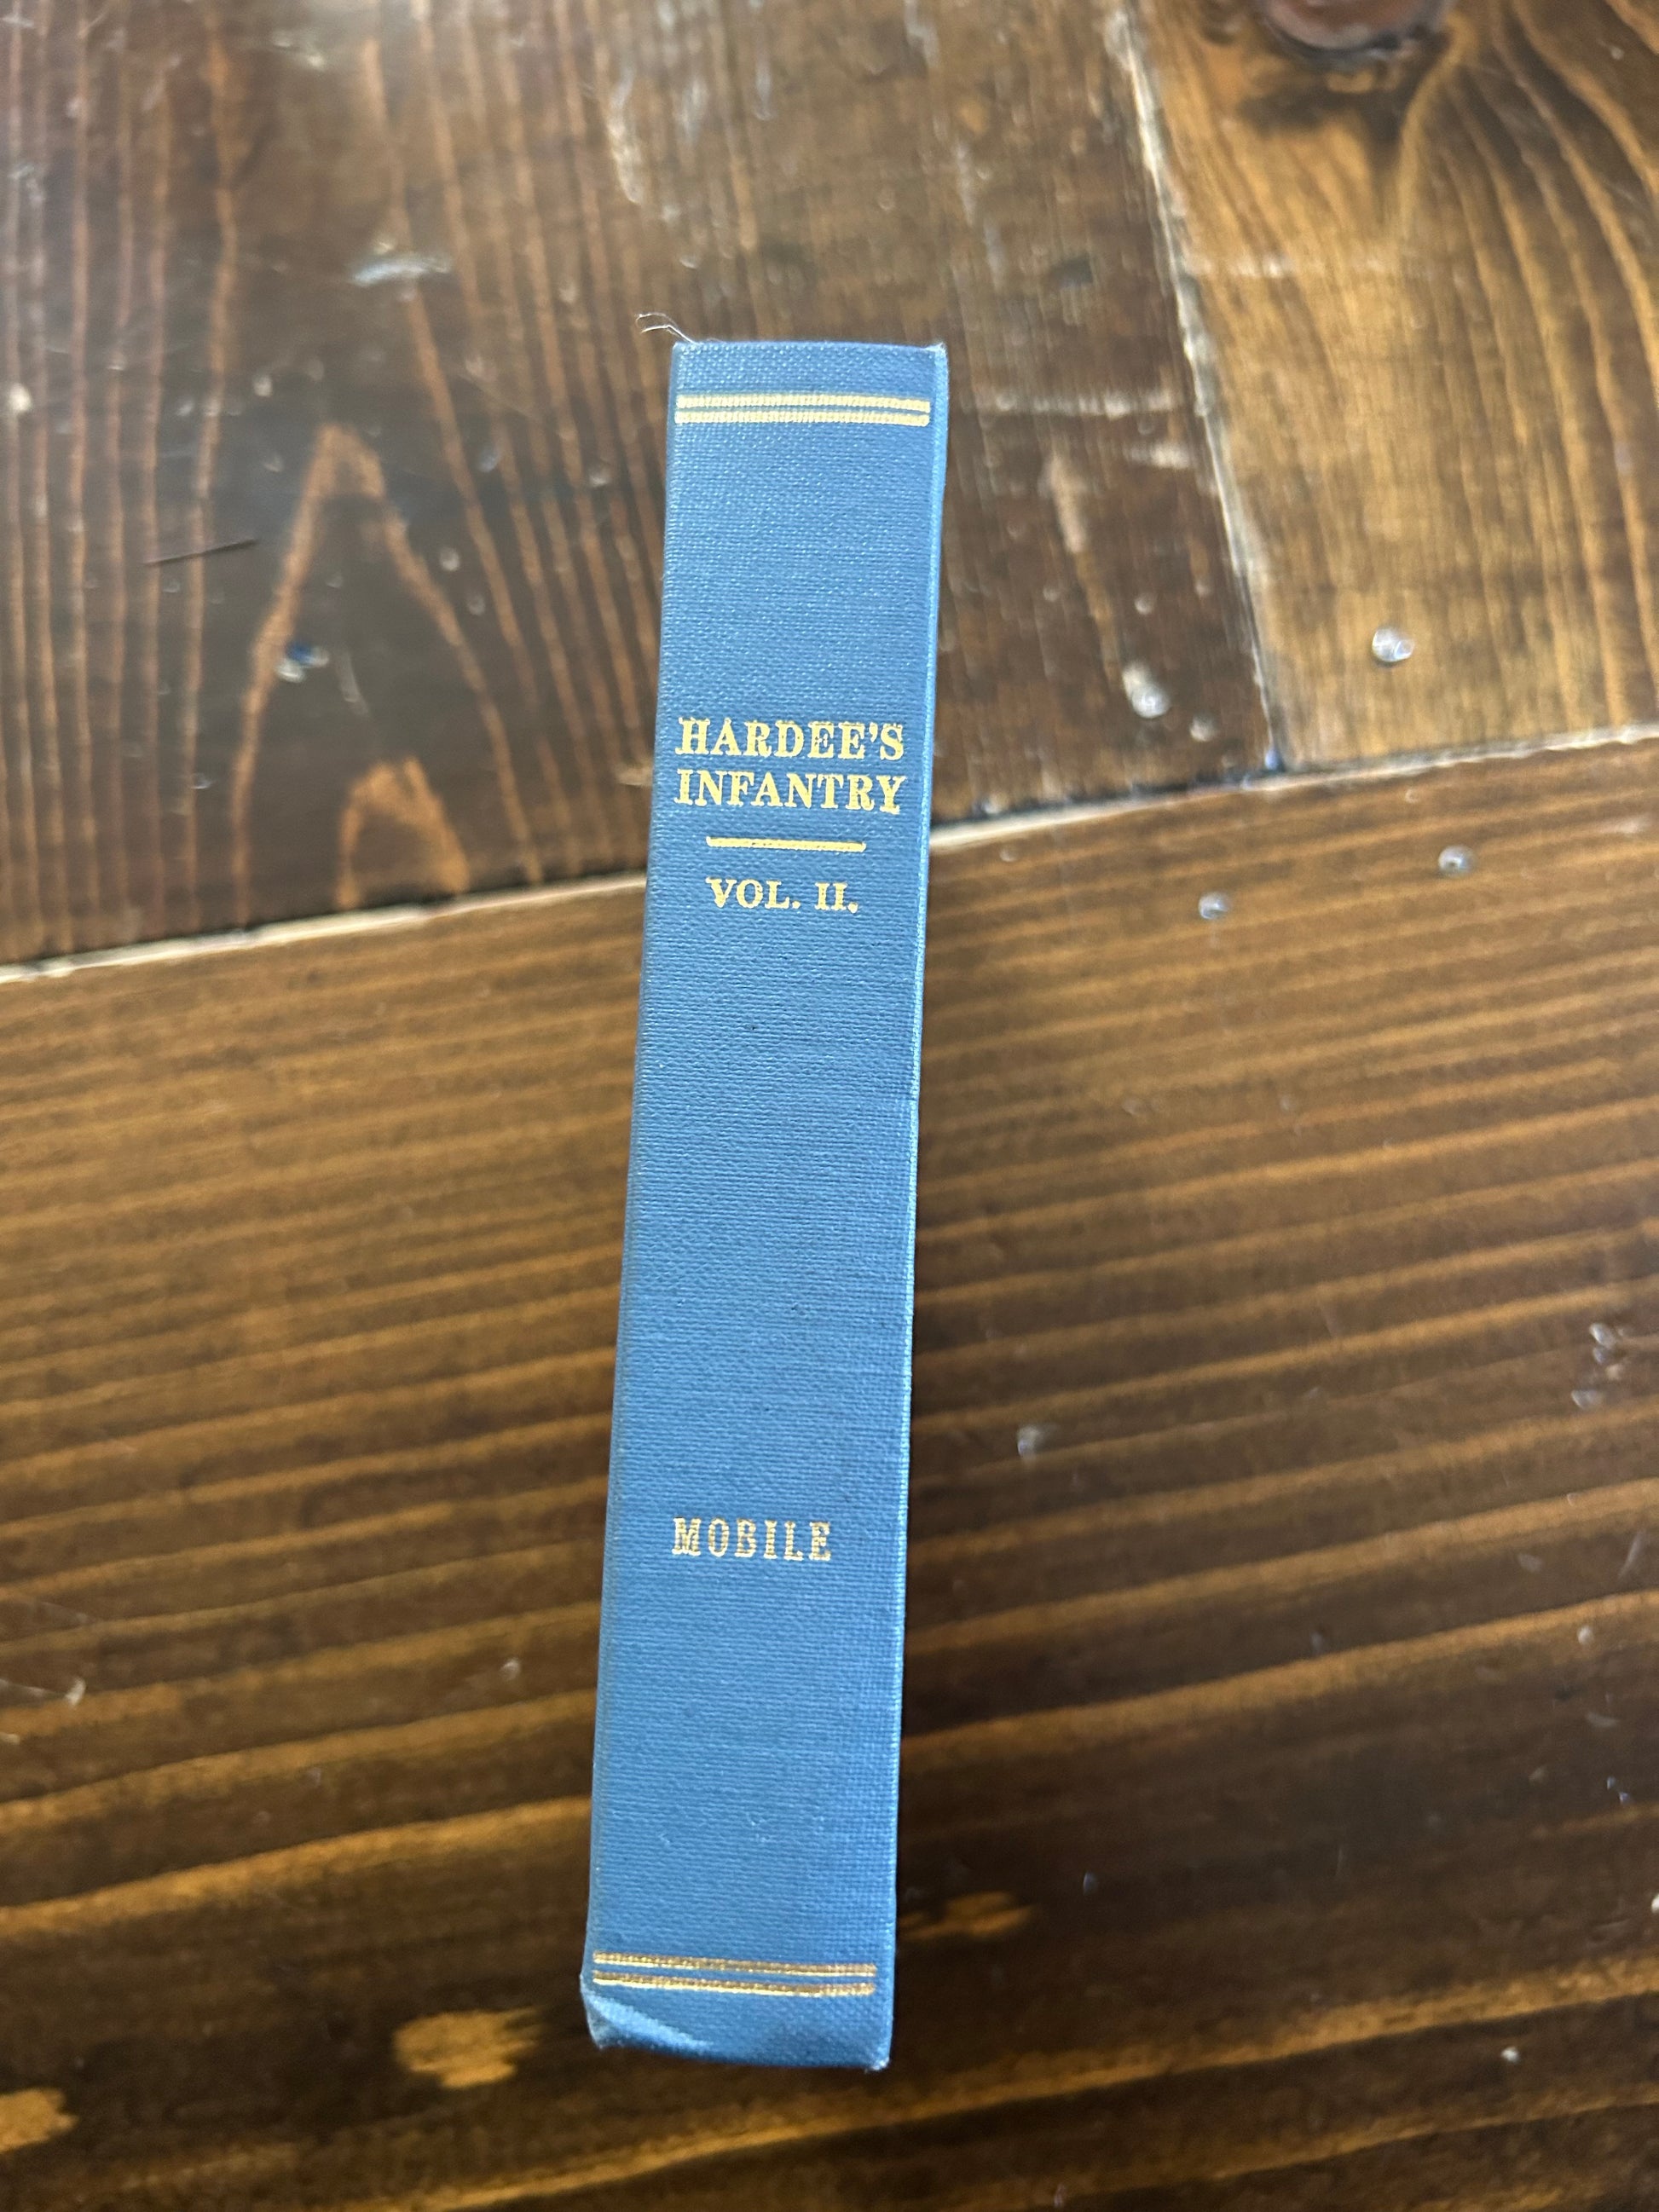 HARDEE'S
INFANTRY
VOL. II.
MOBILE